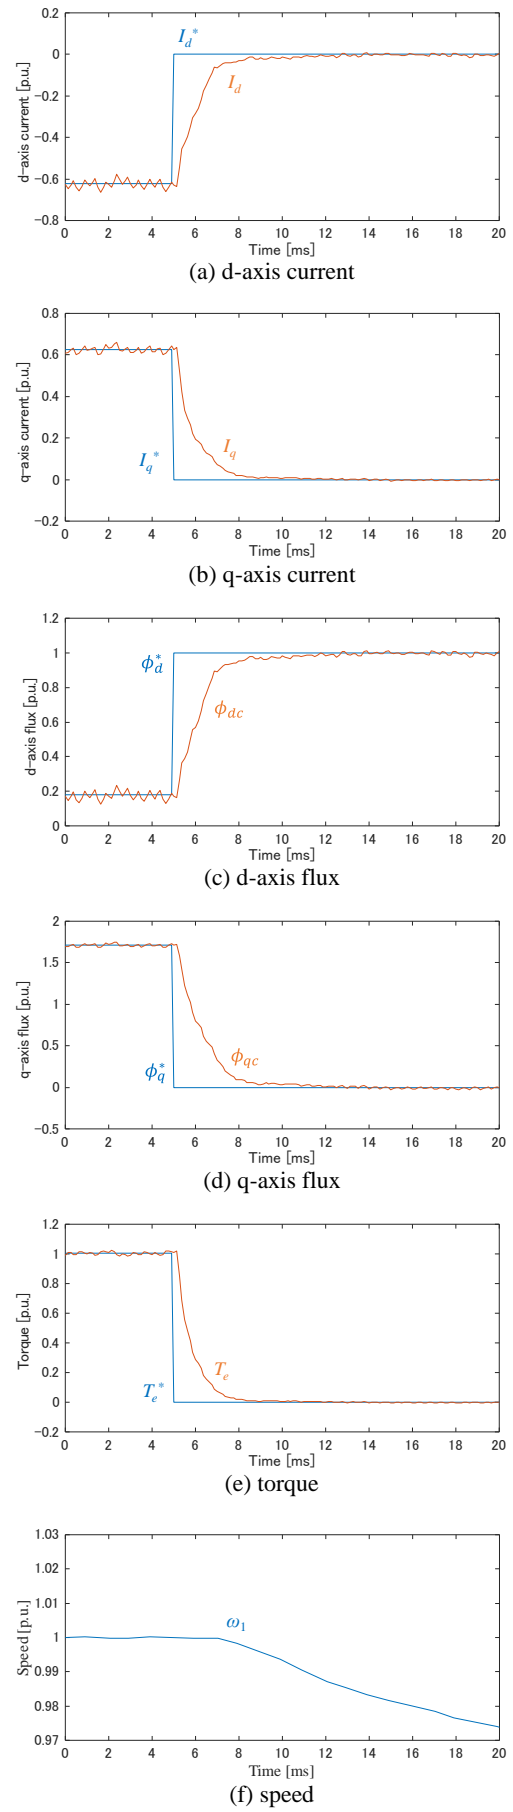 0.2
0
−0.2
−0.4
−0.6
−0.8
d-axis current [p.u.]
I_d^*
I_d
0 2 4 6 8 10 12 14 16 18 20
Time [ms]
(a) d-axis current
0.8
0.6
0.4
0.2
0
−0.2
q-axis current [p.u.]
I_q^*
I_q
0 2 4 6 8 10 12 14 16 18 20
Time [ms]
(b) q-axis current
1.2
1
0.8
0.6
0.4
0.2
0
d-axis flux [p.u.]
ϕ_d^*
ϕ_{dc}
0 2 4 6 8 10 12 14 16 18 20
Time [ms]
(c) d-axis flux
2
1.5
1
0.5
0
−0.5
q-axis flux [p.u.]
ϕ_q^*
ϕ_{qc}
0 2 4 6 8 10 12 14 16 18 20
Time [ms]
(d) q-axis flux
1.2
1
0.8
0.6
0.4
0.2
0
−0.2
Torque [p.u.]
T_e^*
T_e
0 2 4 6 8 10 12 14 16 18 20
Time [ms]
(e) torque
1.03
1.02
1.01
1
0.99
0.98
0.97
Speed [p.u.]
ω_1
0 2 4 6 8 10 12 14 16 18 20
Time [ms]
(f) speed